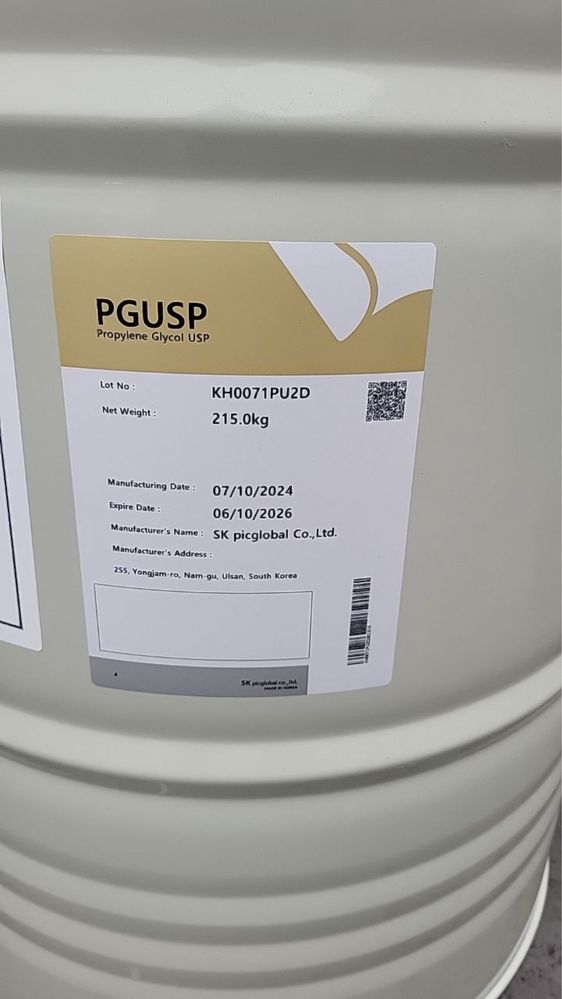 PGUSP
Propylene Glycol USP
Lot No : KH0071PU2D
Net Weight : 215.0kg
Manufacturing Date : 07/10/2024
Expire Date : 06/10/2026
Manufacturer's Name : SK picglobal Co.,Ltd.
Manufacturer's Address :
255, Yongjam-ro, Nam-gu, Ulsan, South Korea
4
SK picglobal co.,ltd.
MADE IN KOREA